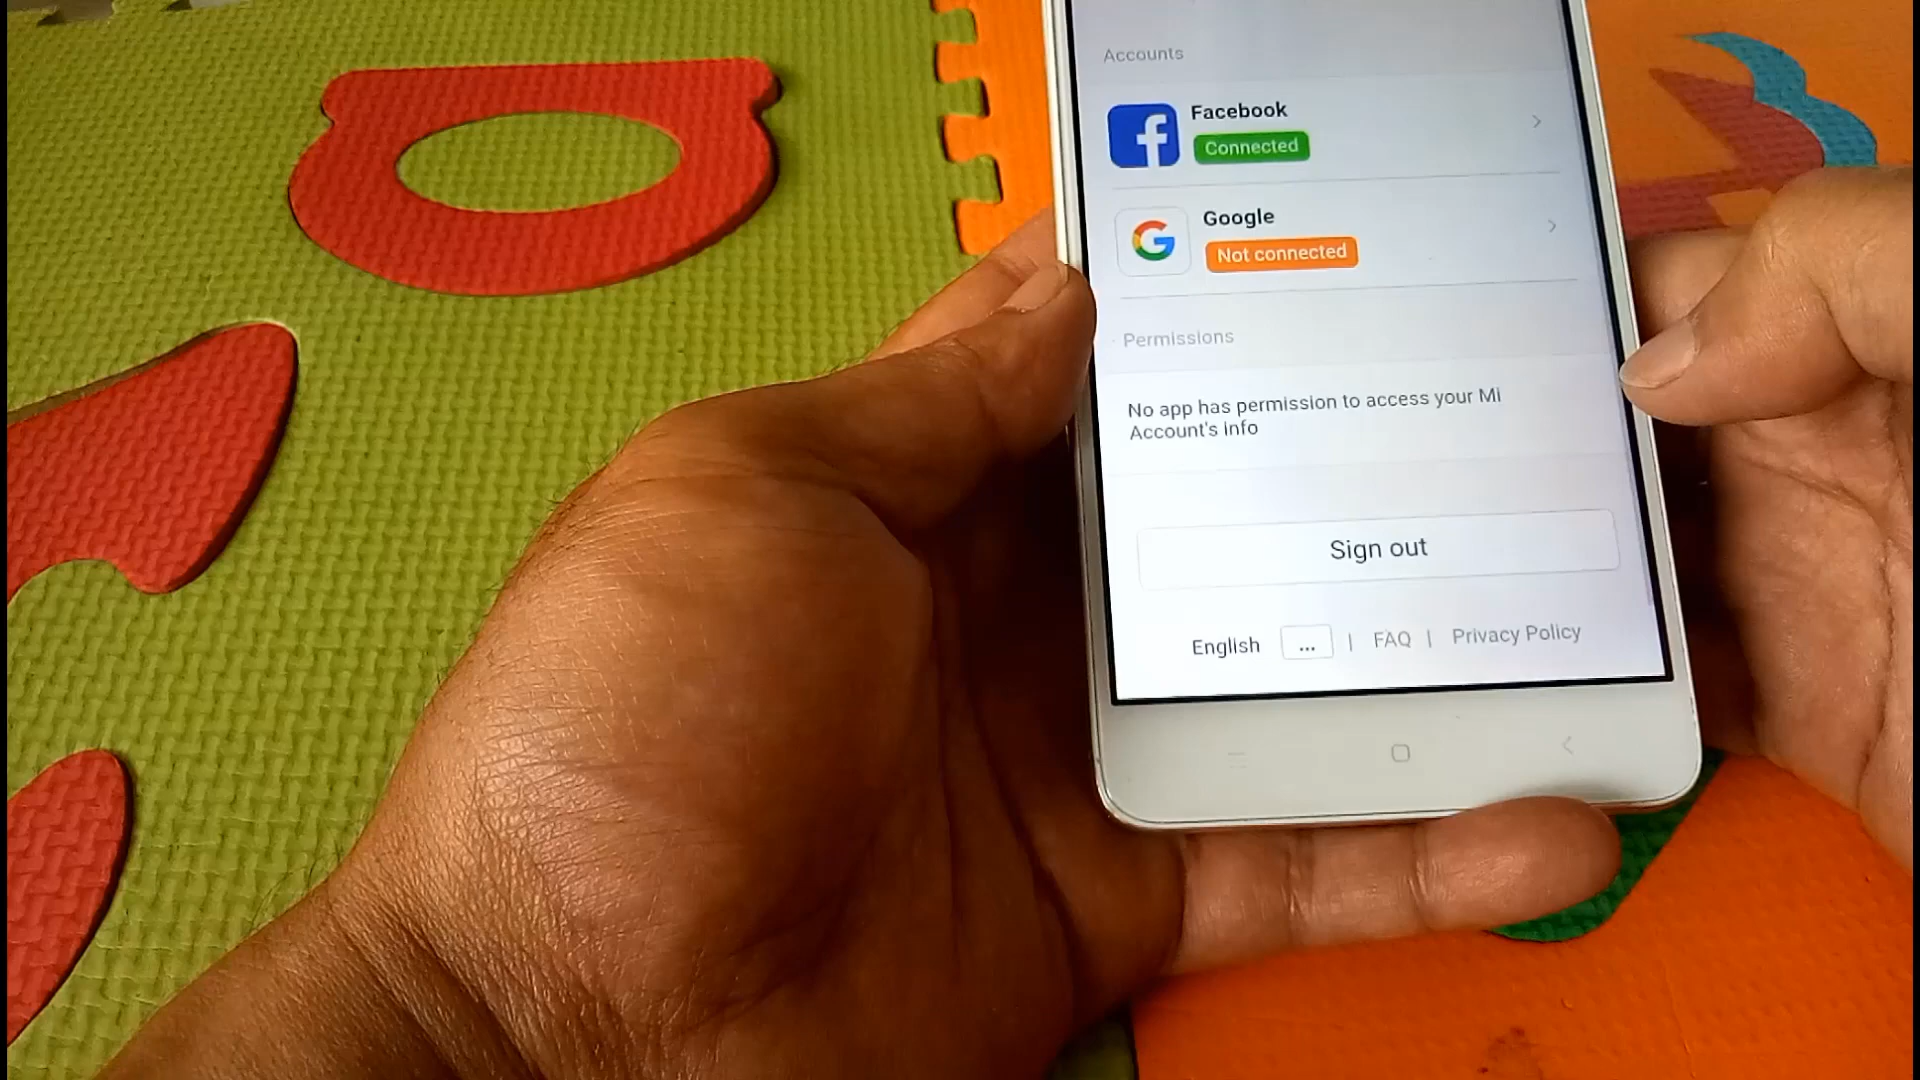 Accounts
Facebook
Connected
Google
Not connected
Permissions
No app has permission to access your Mi
Account's info
Sign out
English ... | FAQ | Privacy Policy